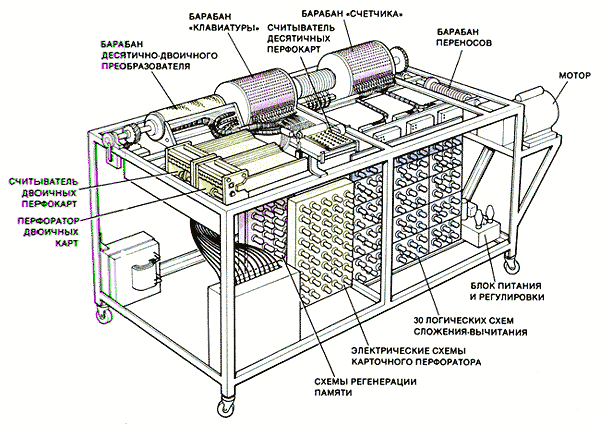 БАРАБАН
«КЛАВИАТУРЫ»
БАРАБАН «СЧЕТЧИКА»
СЧИТЫВАТЕЛЬ
ДЕСЯТИЧНЫХ
ПЕРФОКАРТ
БАРАБАН
ПЕРЕНОСОВ
БАРАБАН
ДЕСЯТИЧНО-ДВОИЧНОГО
ПРЕОБРАЗОВАТЕЛЯ
МОТОР
СЧИТЫВАТЕЛЬ
ДВОИЧНЫХ
ПЕРФОКАРТ
ПЕРФОРАТОР
ДВОИЧНЫХ
КАРТ
БЛОК ПИТАНИЯ
И РЕГУЛИРОВКИ
30 ЛОГИЧЕСКИХ СХЕМ
СЛОЖЕНИЯ-ВЫЧИТАНИЯ
ЭЛЕКТРИЧЕСКИЕ СХЕМЫ
КАРТОЧНОГО ПЕРФОРАТОРА
СХЕМЫ РЕГЕНЕРАЦИИ
ПАМЯТИ